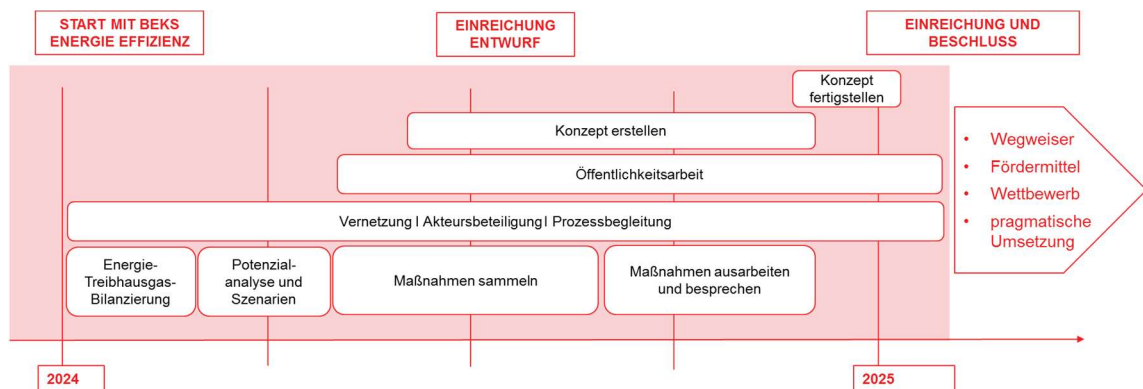 START MIT BEKS
ENERGIE EFFIZIENZ
EINREICHUNG
ENTWURF
EINREICHUNG UND
BESCHLUSS
Konzept
fertigstellen
Konzept erstellen
Öffentlichkeitsarbeit
Vernetzung I Akteursbeteiligung I Prozessbegleitung
Energie-
Treibhausgas-
Bilanzierung
Potenzial-
analyse und
Szenarien
Maßnahmen sammeln
Maßnahmen ausarbeiten
und besprechen
• Wegweiser
• Fördermittel
• Wettbewerb
• pragmatische
Umsetzung
2024
2025